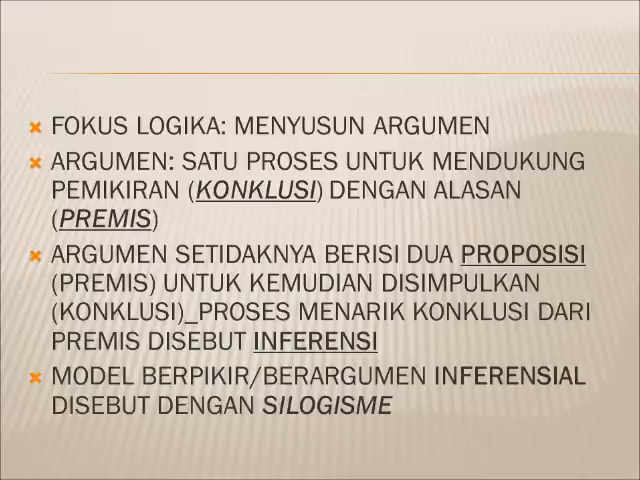 FOKUS LOGIKA: MENYUSUN ARGUMEN
ARGUMEN: SATU PROSES UNTUK MENDUKUNG
PEMIKIRAN (KONKLUSI) DENGAN ALASAN
(PREMIS)
ARGUMEN SETIDAKNYA BERISI DUA PROPOSISI
(PREMIS) UNTUK KEMUDIAN DISIMPULKAN
(KONKLUSI)_PROSES MENARIK KONKLUSI DARI
PREMIS DISEBUT INFERENSI
MODEL BERPIKIR/BERARGUMEN INFERENSIAL
DISEBUT DENGAN SILOGISME